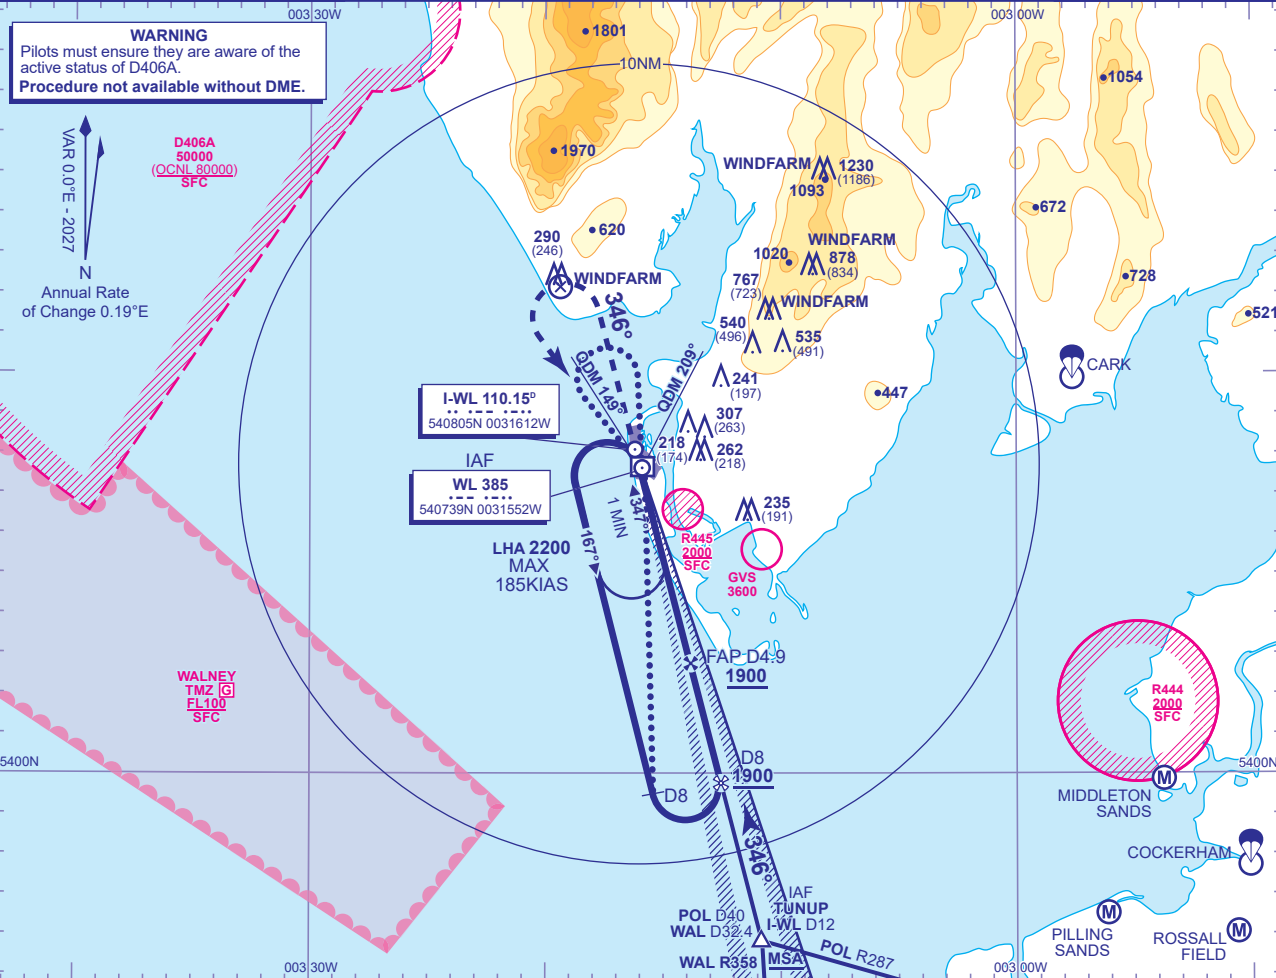 003:30W
003:00W
WARNING
Pilots must ensure they are aware of the
active status of D406A.
Procedure not available without DME.
1801
10NM
1054
VAR 0.0°E - 2027
N
Annual Rate
of Change 0.19°E
D406A
50000
(OCNL 80000)
SFC
1970
WINDFARM
1230
(1186)
1093
672
620
290
(246)
WINDFARM
WINDFARM
1020
878
(834)
728
767
(723)
WINDFARM
521
346°
540
(496)
535
(491)
QDM 149°
QDM 209°
CARK
241
(197)
447
I-WL 110.15D
·· ·-- ·-··
540805N 0031612W
307
(263)
218
(174)
262
(218)
IAF
WL 385
·-- ·-··
540739N 0031552W
347°
1 MIN
167°
235
(191)
R445
2000
SFC
LHA 2200
MAX
185KIAS
GVS
3600
FAP D4.9
1900
WALNEY
TMZ G
FL100
SFC
R444
2000
SFC
5400N
5400N
D8
1900
D8
M
MIDDLETON
SANDS
346°
COCKERHAM
IAF
TUNUP
I-WL D12
POL D40
WAL D32.4
M
PILLING
SANDS
M
ROSSALL
FIELD
POL R287
WAL R358
MSA
003:30W
003:00W